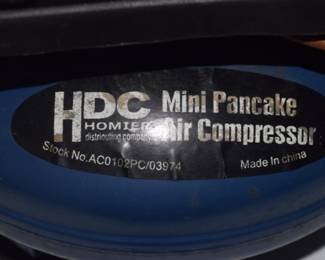 HDC Mini Pancake
HOMIER Air Compressor
distributing company
Stock No.AC0102PC/03974
Made In china